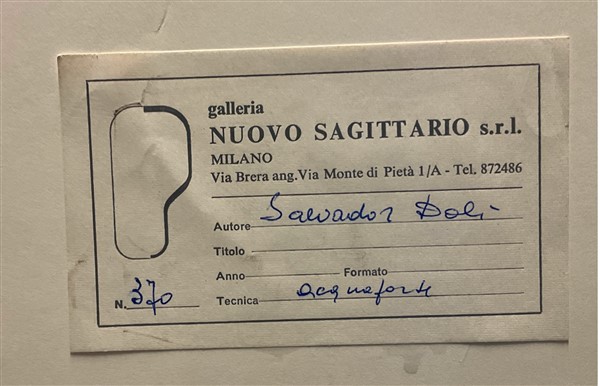 galleria
NUOVO SAGITTARIO s.r.l.
MILANO
Via Brera ang. Via Monte di Pietà 1/A - Tel. 872486
Autore Salvador Dali
Titolo
Anno Formato
N. 370 Tecnica acquaforte